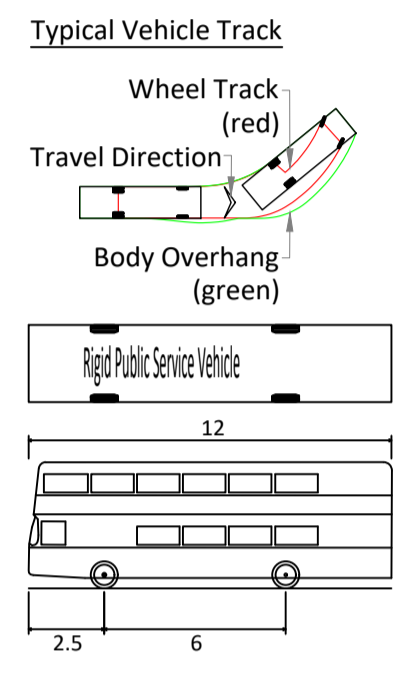 Typical Vehicle Track
Wheel Track
(red)
Travel Direction
Body Overhang
(green)
Rigid Public Service Vehicle
12
2.5
6